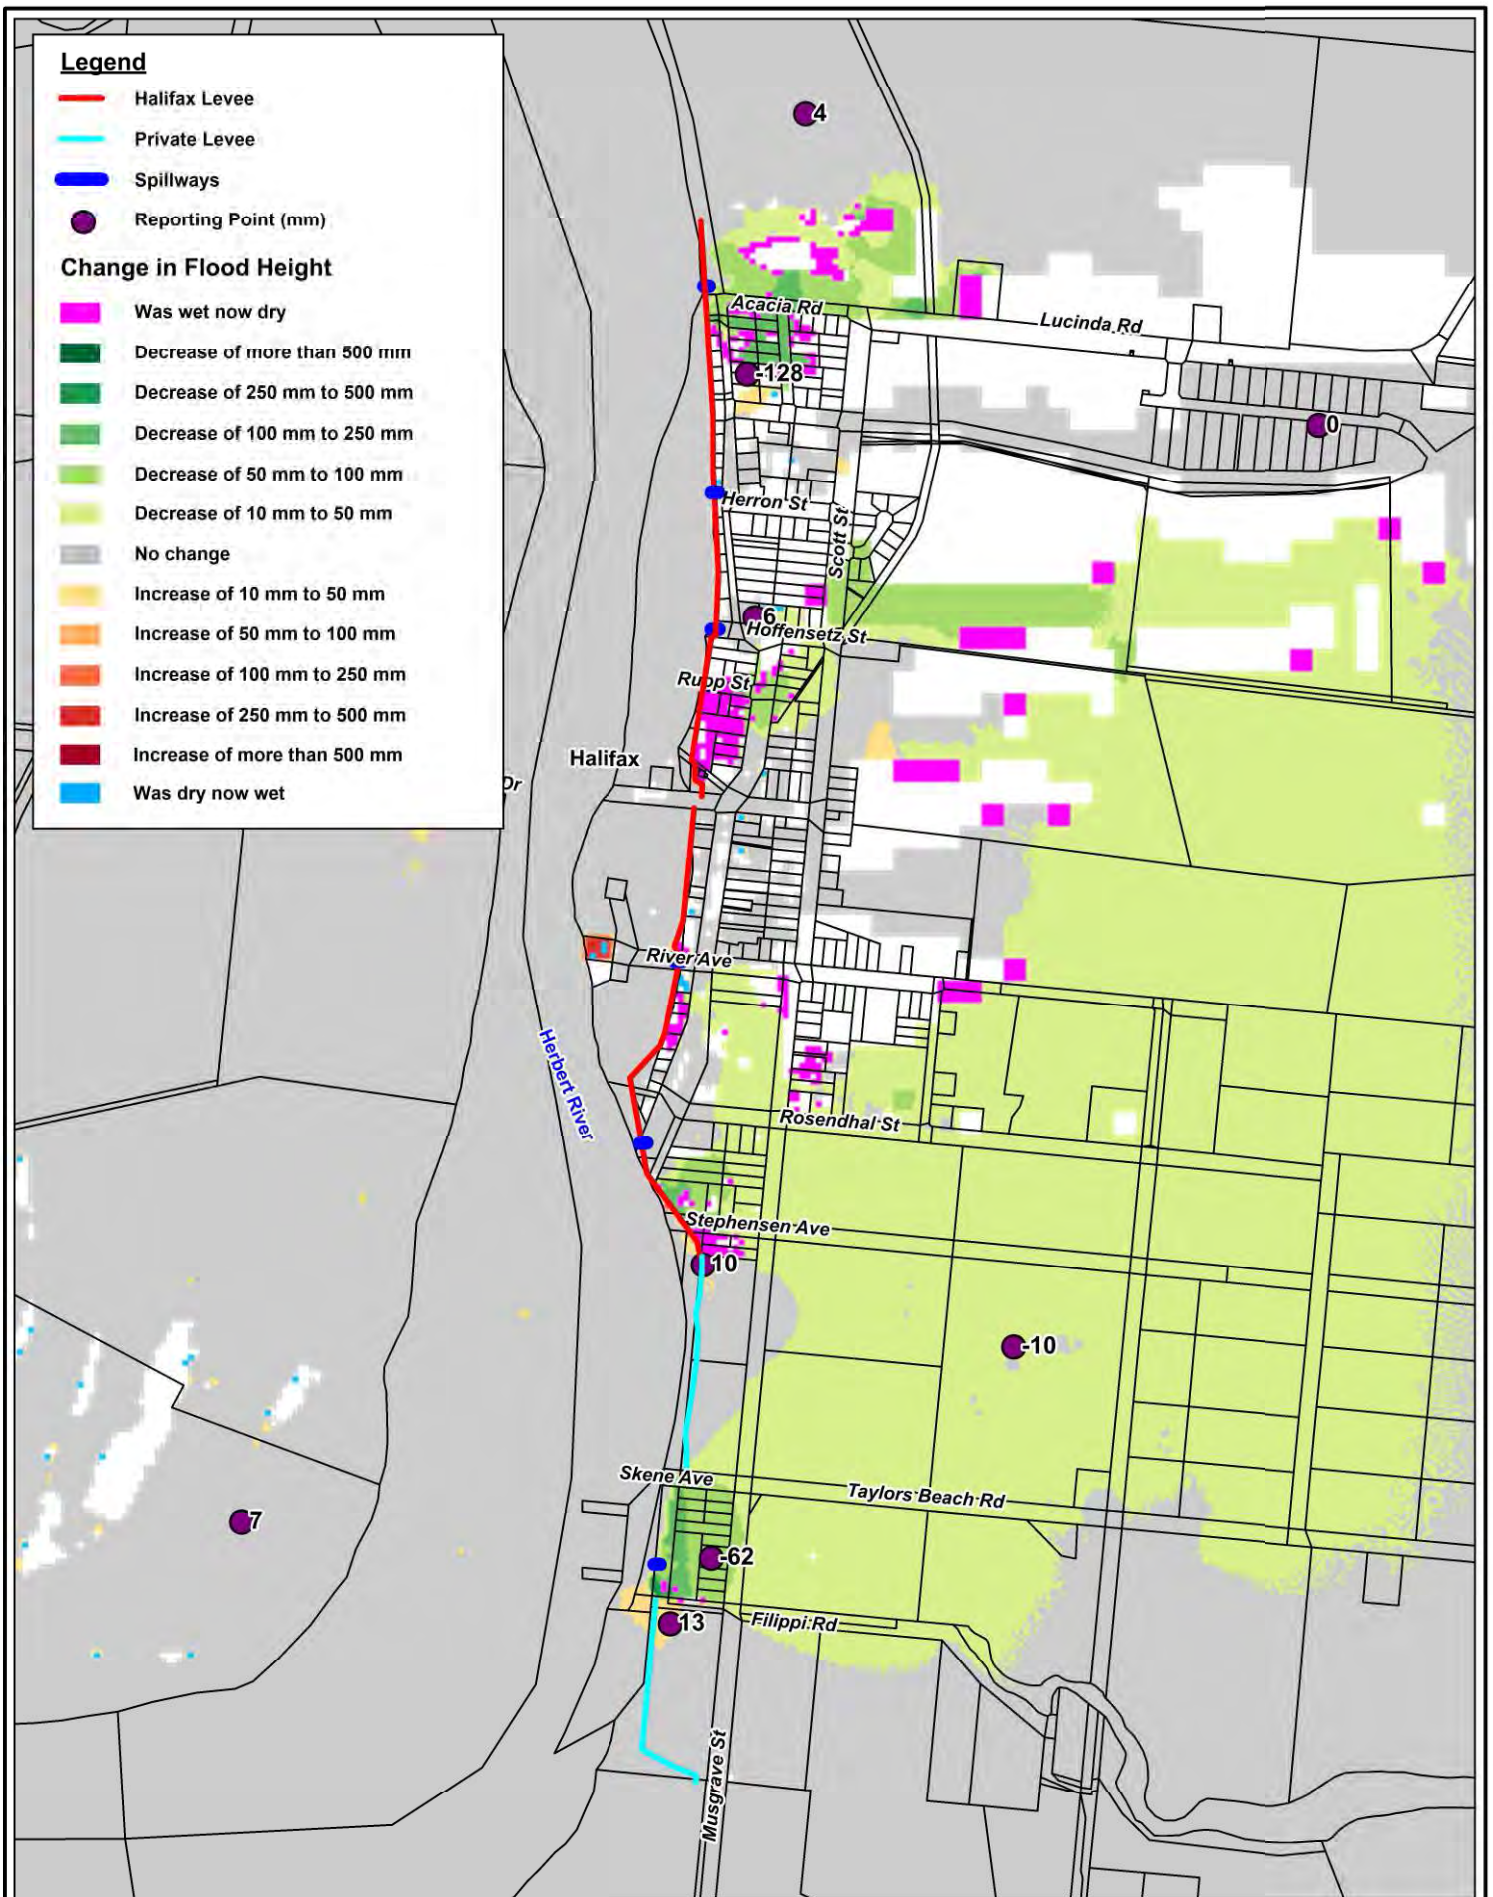 Legend
Halifax Levee
Private Levee
Spillways
Reporting Point (mm)
Change in Flood Height
Was wet now dry
Decrease of more than 500 mm
Decrease of 250 mm to 500 mm
Decrease of 100 mm to 250 mm
Decrease of 50 mm to 100 mm
Decrease of 10 mm to 50 mm
No change
Increase of 10 mm to 50 mm
Increase of 50 mm to 100 mm
Increase of 100 mm to 250 mm
Increase of 250 mm to 500 mm
Increase of more than 500 mm
Was dry now wet
4
Acacia Rd
Lucinda Rd
-128
0
Herron St
Scott St
6
Hoffensetz St
Rupp St
Halifax
Dr
River Ave
Herbert River
Rosendhal St
Stephensen Ave
10
-10
Skene Ave
Taylors Beach Rd
7
-62
13
Filippi Rd
Musgrave St